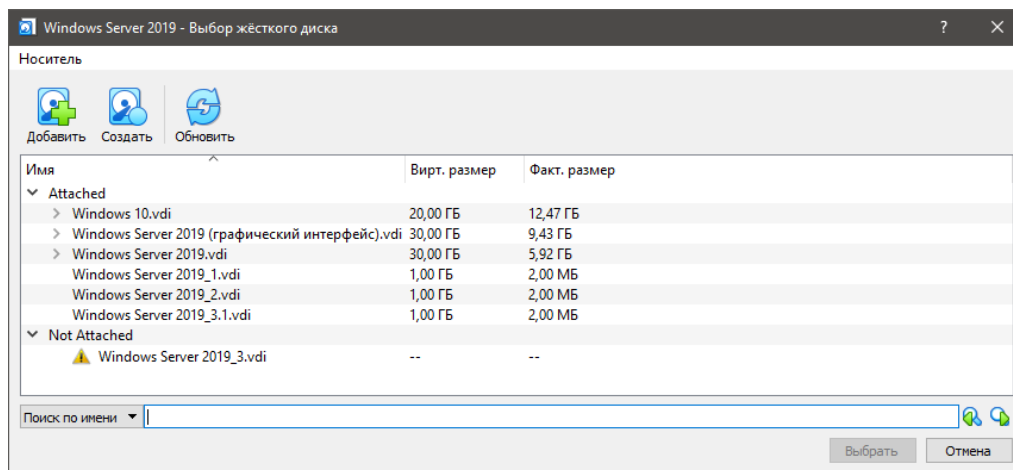 Windows Server 2019 - Выбор жёсткого диска ?
Носитель
Добавить Создать Обновить
Имя Вирт. размер Факт. размер
Attached
Windows 10.vdi 20,00 ГБ 12,47 ГБ
Windows Server 2019 (графический интерфейс).vdi 30,00 ГБ 9,43 ГБ
Windows Server 2019.vdi 30,00 ГБ 5,92 ГБ
Windows Server 2019_1.vdi 1,00 ГБ 2,00 МБ
Windows Server 2019_2.vdi 1,00 ГБ 2,00 МБ
Windows Server 2019_3.1.vdi 1,00 ГБ 2,00 МБ
Not Attached
Windows Server 2019_3.vdi -- --
Поиск по имени
Выбрать Отмена